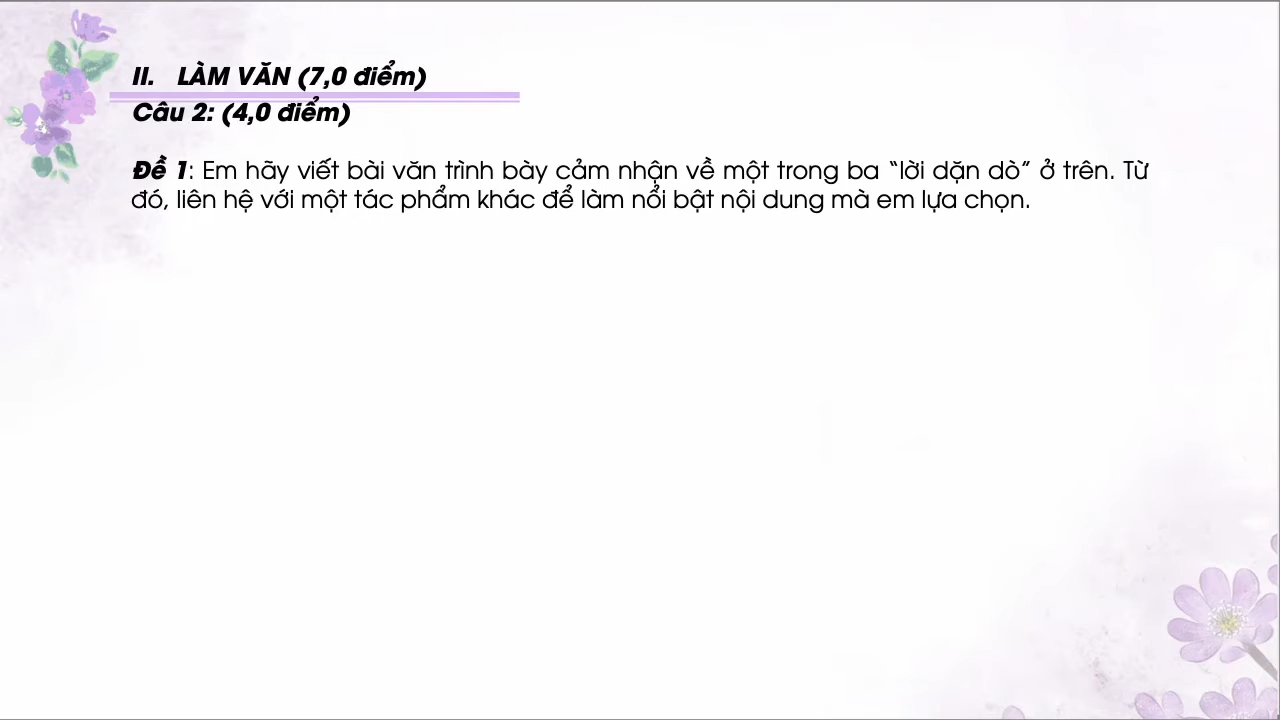 II. LÀM VĂN (7,0 điểm)
Câu 2: (4,0 điểm)
Đề 1: Em hãy viết bài văn trình bày cảm nhận về một trong ba “lời dặn dò” ở trên. Từ
đó, liên hệ với một tác phẩm khác để làm nổi bật nội dung mà em lựa chọn.